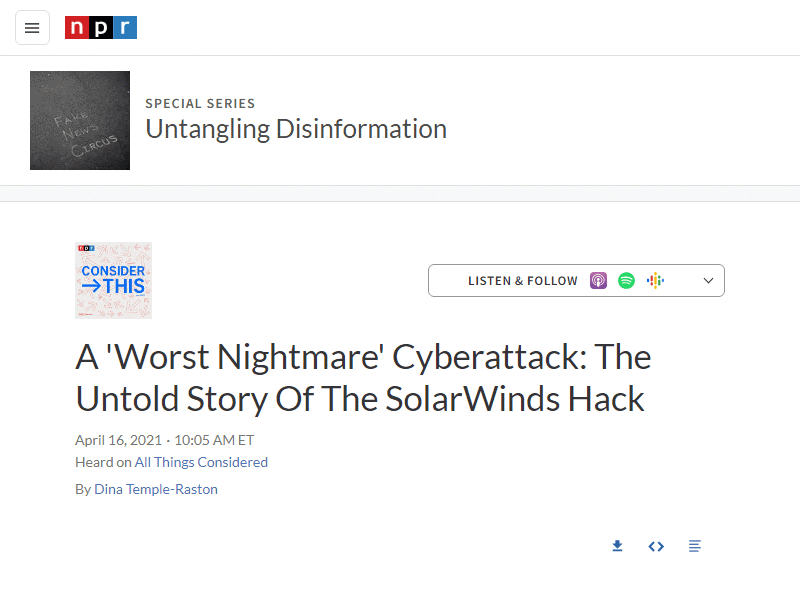 npr
FAKE
NEWS
CIRCUS
SPECIAL SERIES
Untangling Disinformation
npr
CONSIDER
→THIS
LISTEN & FOLLOW
A 'Worst Nightmare' Cyberattack: The
Untold Story Of The SolarWinds Hack
April 16, 2021 · 10:05 AM ET
Heard on All Things Considered
By Dina Temple-Raston